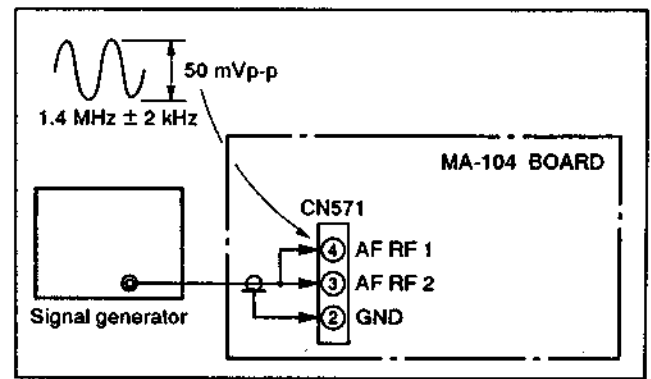 50 mVp-p
1.4 MHz ± 2 kHz
MA-104 BOARD
CN571
4 AF RF 1
3 AF RF 2
2 GND
Signal generator